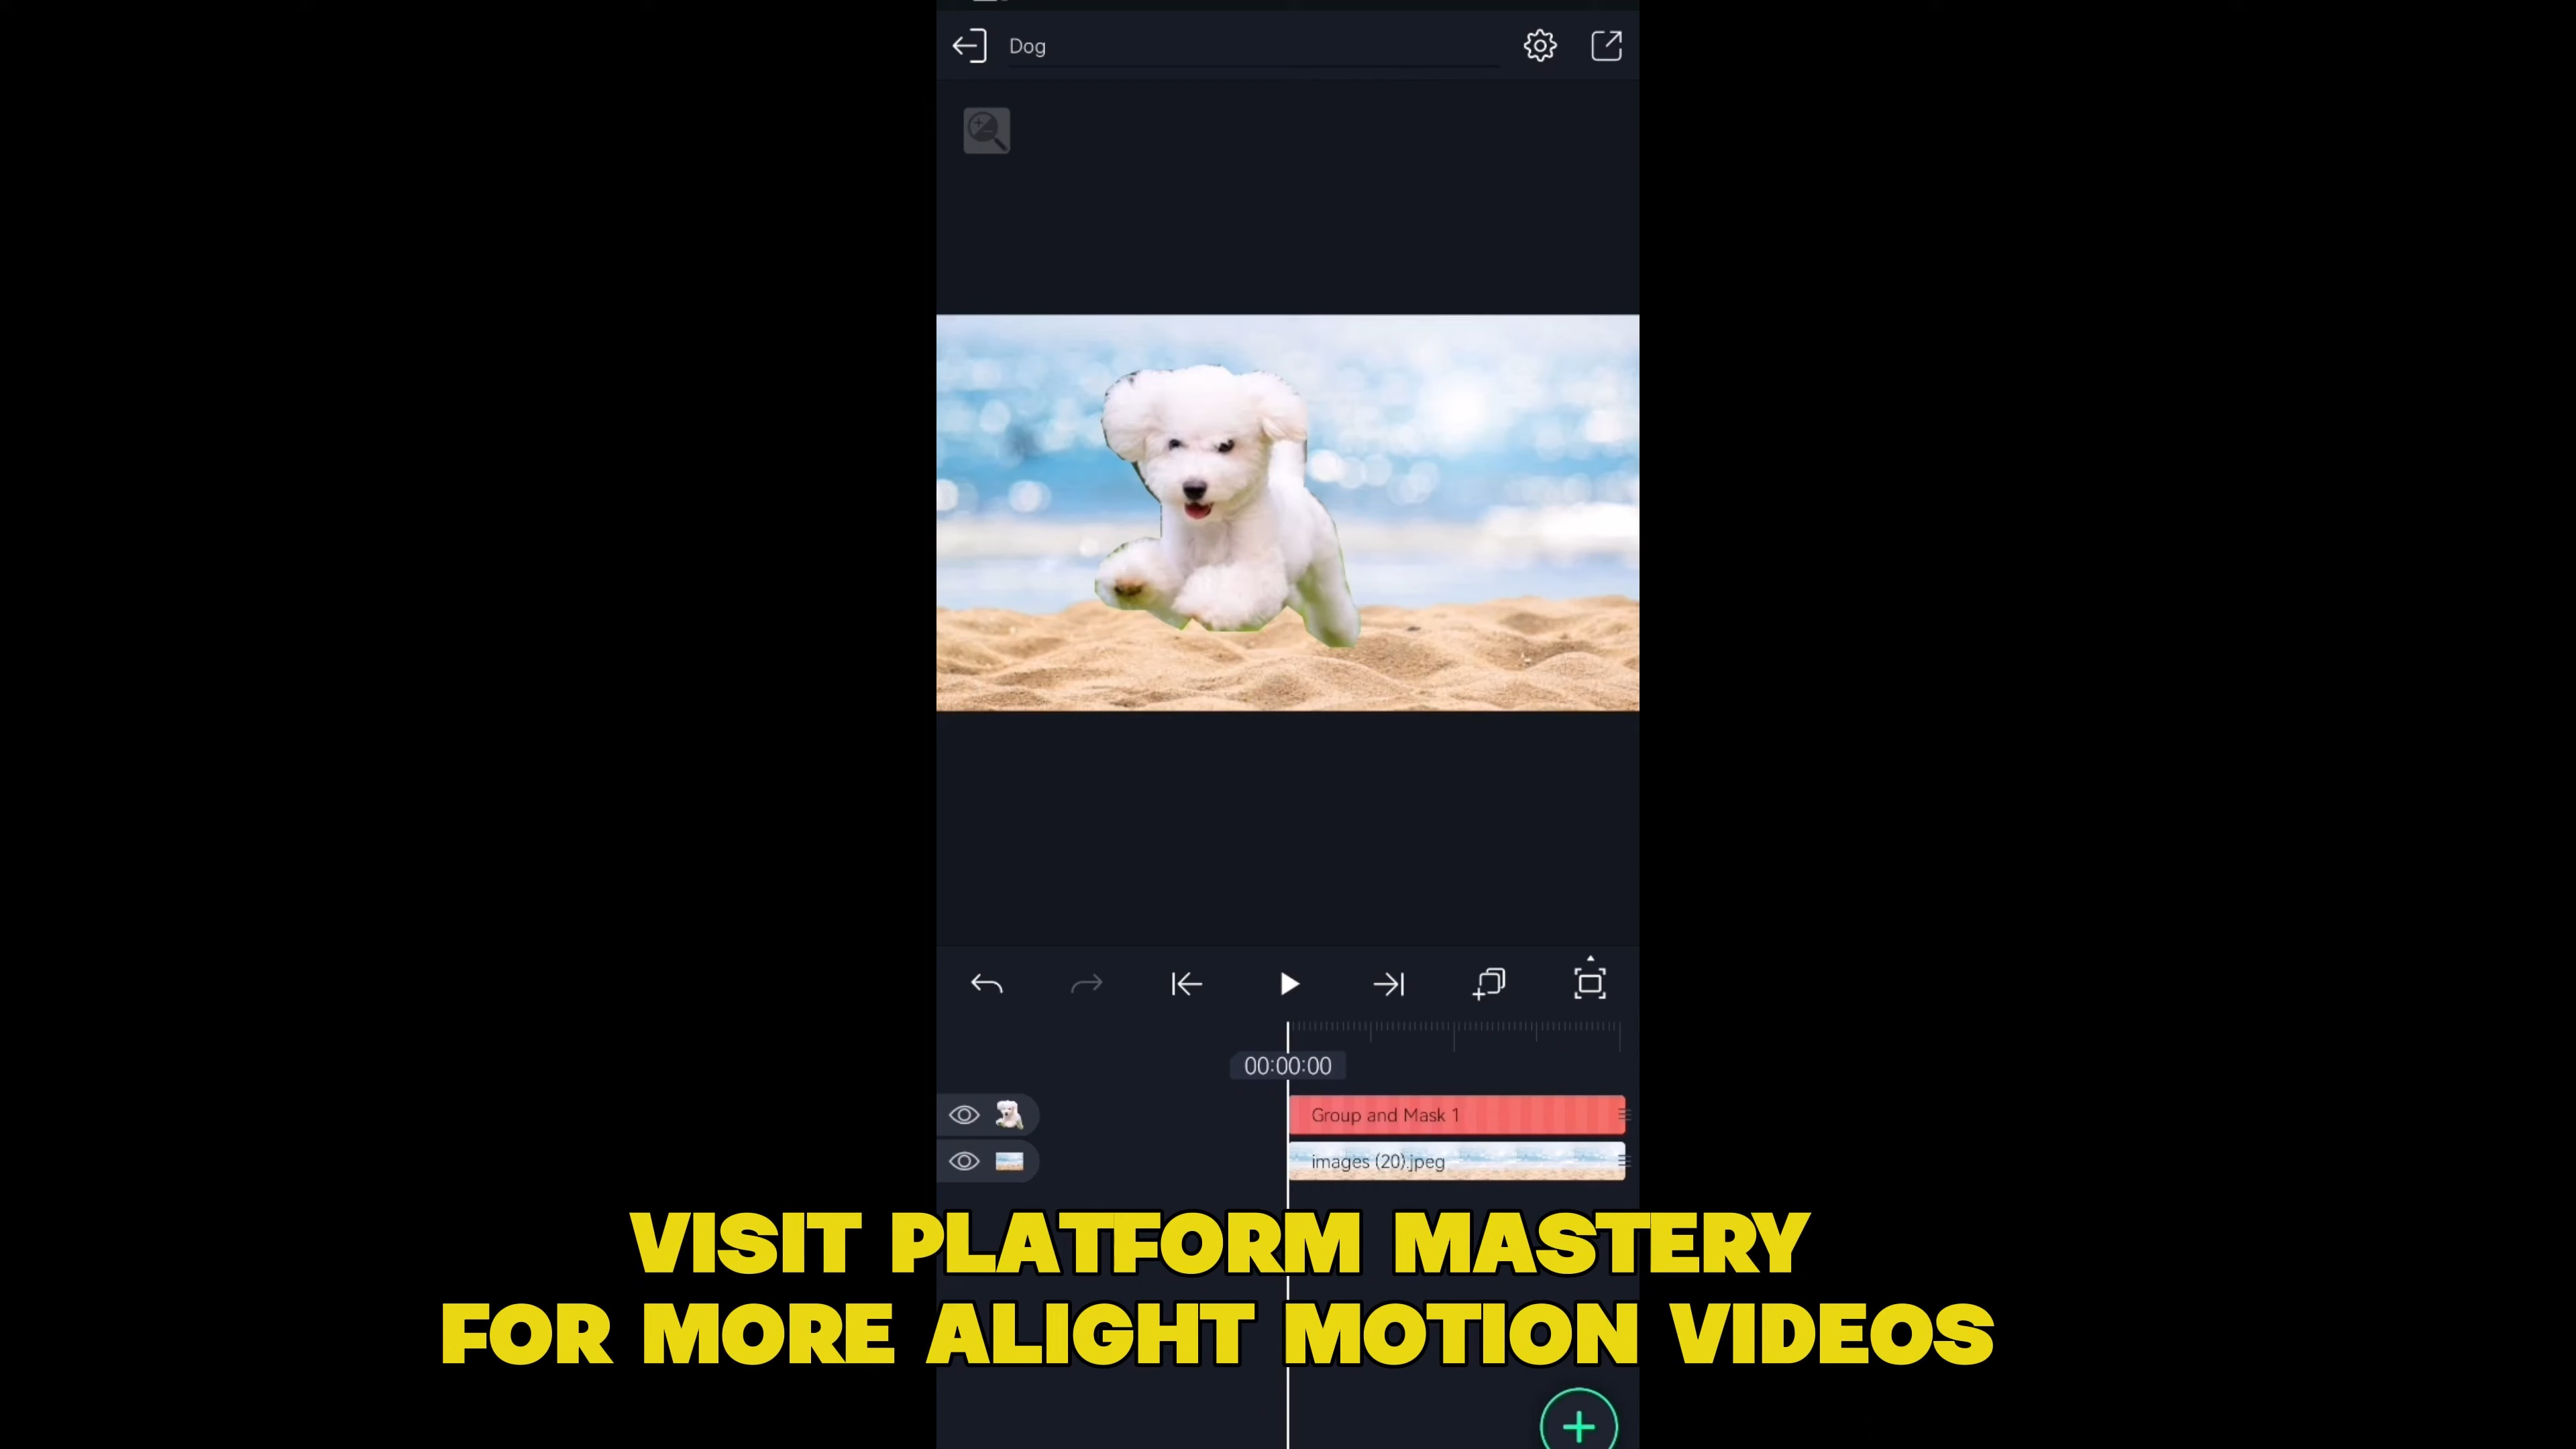 Dog
00:00:00
Group and Mask 1
images (20).jpeg
VISIT PLATFORM MASTERY
FOR MORE ALIGHT MOTION VIDEOS